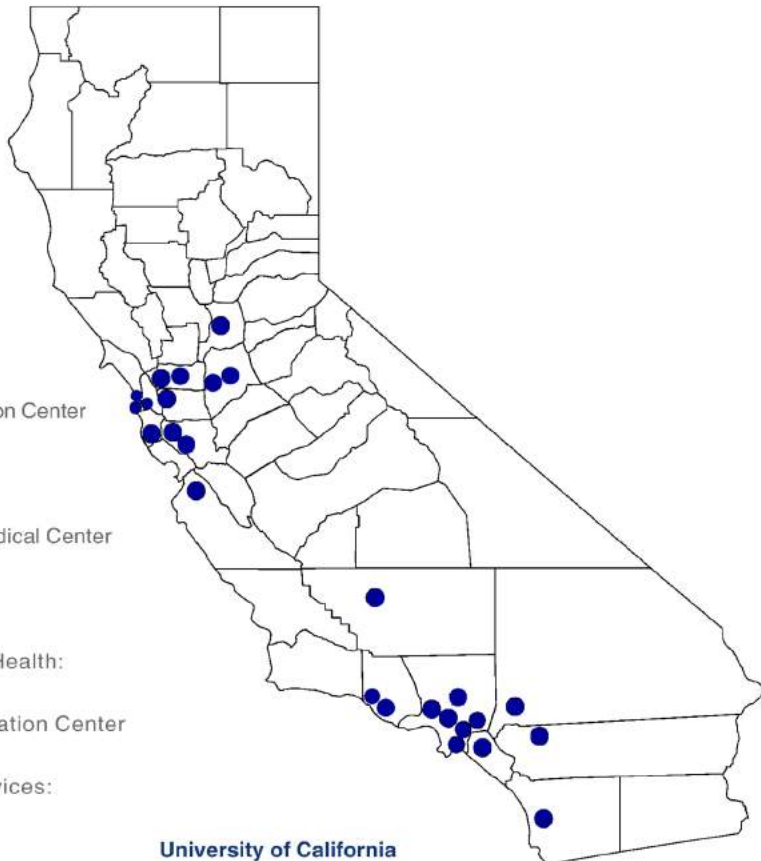 on Center
dical Center
Health:
ation Center
vices:
University of California